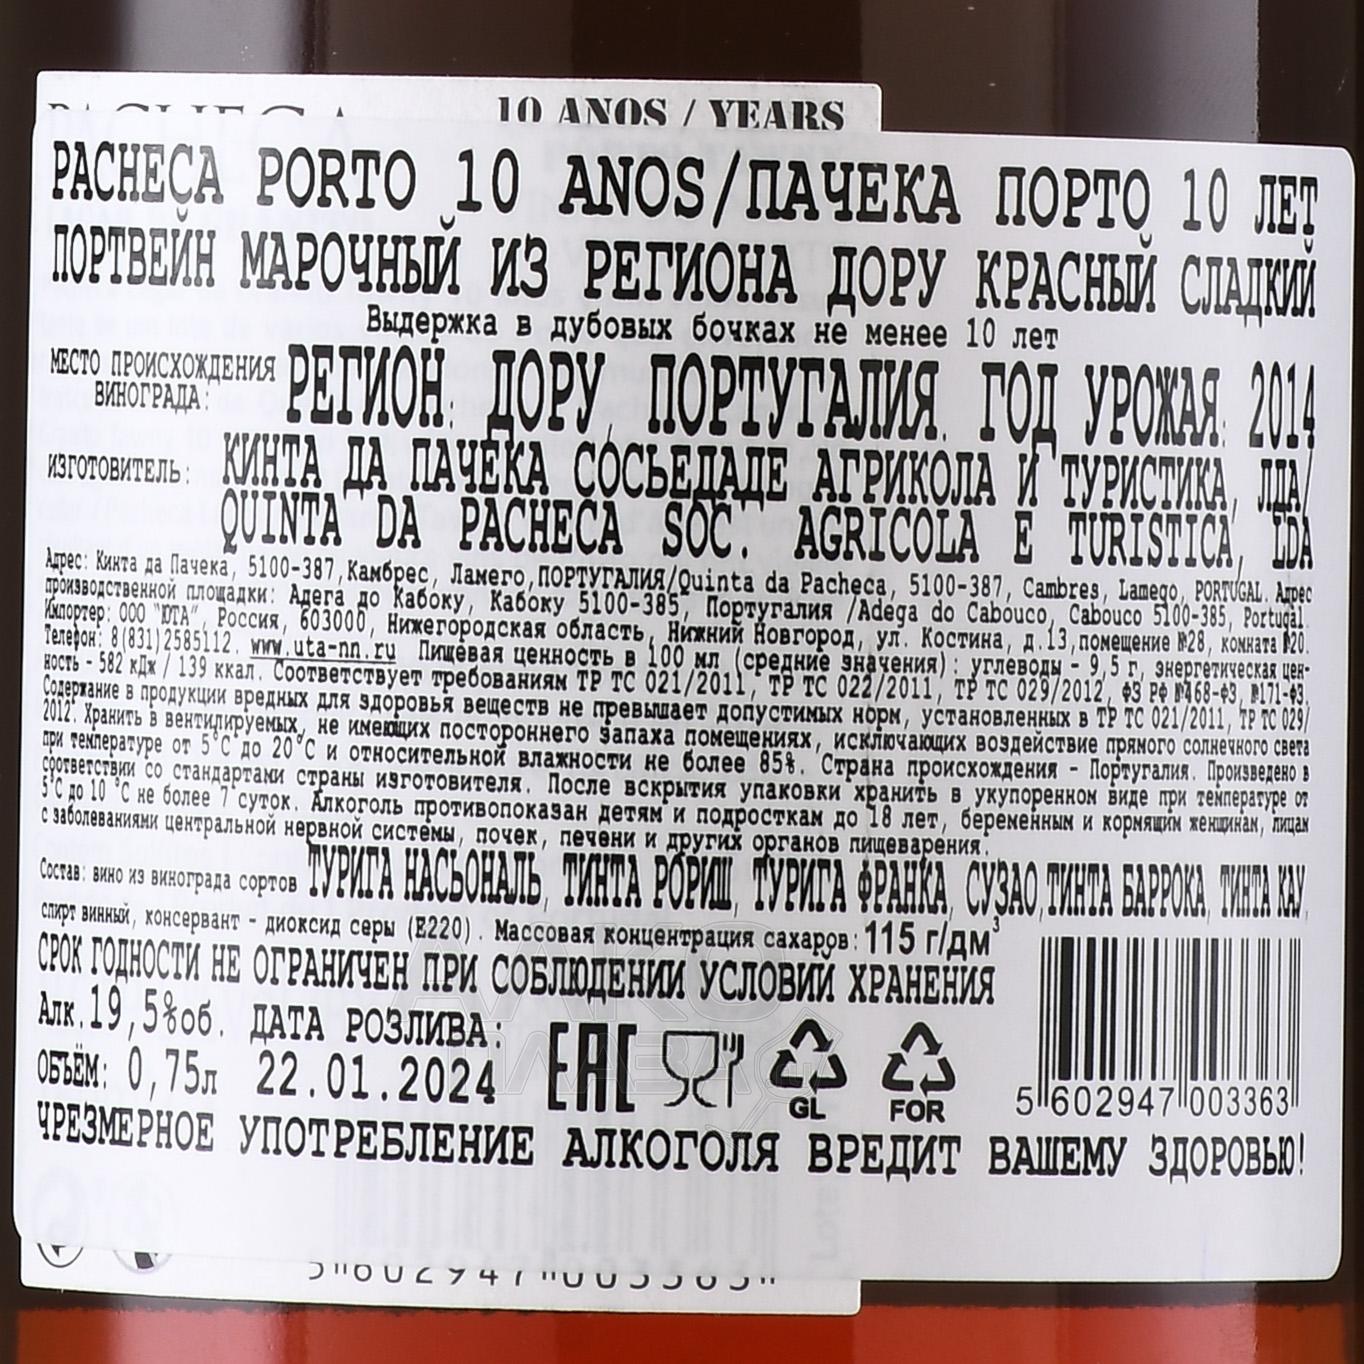 10 ANOS / YEARS
PACHECA PORTO 10 ANOS/ПАЧЕКА ПОРТО 10 ЛЕТ
ПОРТВЕЙН МАРОЧНЫЙ ИЗ РЕГИОНА ДОРУ КРАСНЫЙ СЛАДКИЙ
Выдержка в дубовых бочках не менее 10 лет
МЕСТО ПРОИСХОЖДЕНИЯ ВИНОГРАДА: РЕГИОН: ДОРУ, ПОРТУГАЛИЯ. ГОД УРОЖАЯ: 2014
ИЗГОТОВИТЕЛЬ: КИНТА ДА ПАЧЕКА СОСЬЕДАДЕ АГРИКОЛА И ТУРИСТИКА, ЛДА/
QUINTA DA PACHECA SOC. AGRICOLA E TURISTICA, LDA
Адрес: Кинта да Пачека, 5100-387,Камбрес, Ламего,ПОРТУГАЛИЯ/Quinta da Pacheca, 5100-387, Cambres, Lamego, PORTUGAL. Адрес
производственной площадки: Адега до Кабоку, Кабоку 5100-385, Португалия /Adega do Cabouco, Cabouco 5100-385, Portugal.
Импортер: ООО "ЮТА", Россия, 603000, Нижегородская область, Нижний Новгород, ул. Костина, д.13,помещение №28, комната №20.
Телефон: 8(831)2585112. www.uta-nn.ru Пищевая ценность в 100 мл (средние значения): углеводы - 9,5 г, энергетическая цен-
ность - 582 кДж / 139 ккал. Соответствует требованиям ТР ТС 021/2011, ТР ТС 022/2011, ТР ТС 029/2012, ФЗ РФ №468-ФЗ, №171-ФЗ.
Содержание в продукции вредных для здоровья веществ не превышает допустимых норм, установленных в ТР ТС 021/2011, ТР ТС 029/
2012. Хранить в вентилируемых, не имеющих постороннего запаха помещениях, исключающих воздействие прямого солнечного света
при температуре от 5°С до 20°С и относительной влажности не более 85%. Страна происхождения - Португалия. Произведено в
соответствии со стандартами страны изготовителя. После вскрытия упаковки хранить в укупоренном виде при температуре от
5°С до 10 °С не более 7 суток. Алкоголь противопоказан детям и подросткам до 18 лет, беременным и кормящим женщинам, лицам
с заболеваниями центральной нервной системы, почек, печени и других органов пищеварения.
Состав: вино из винограда сортов ТУРИГА НАСЬОНАЛЬ, ТИНТА РОРИШ, ТУРИГА ФРАНКА, СУЗАО,ТИНТА БАРРОКА, ТИНТА КАУ,
спирт винный, консервант - диоксид серы (Е220). Массовая концентрация сахаров: 115 г/дм³
СРОК ГОДНОСТИ НЕ ОГРАНИЧЕН ПРИ СОБЛЮДЕНИИ УСЛОВИЙ ХРАНЕНИЯ
Алк.19,5%об. ДАТА РОЗЛИВА:
ОБЪЁМ: 0,75л 22.01.2024
EAC
GL
FOR
5 602947 003363
ЧРЕЗМЕРНОЕ УПОТРЕБЛЕНИЕ АЛКОГОЛЯ ВРЕДИТ ВАШЕМУ ЗДОРОВЬЮ!
5 602947 003363